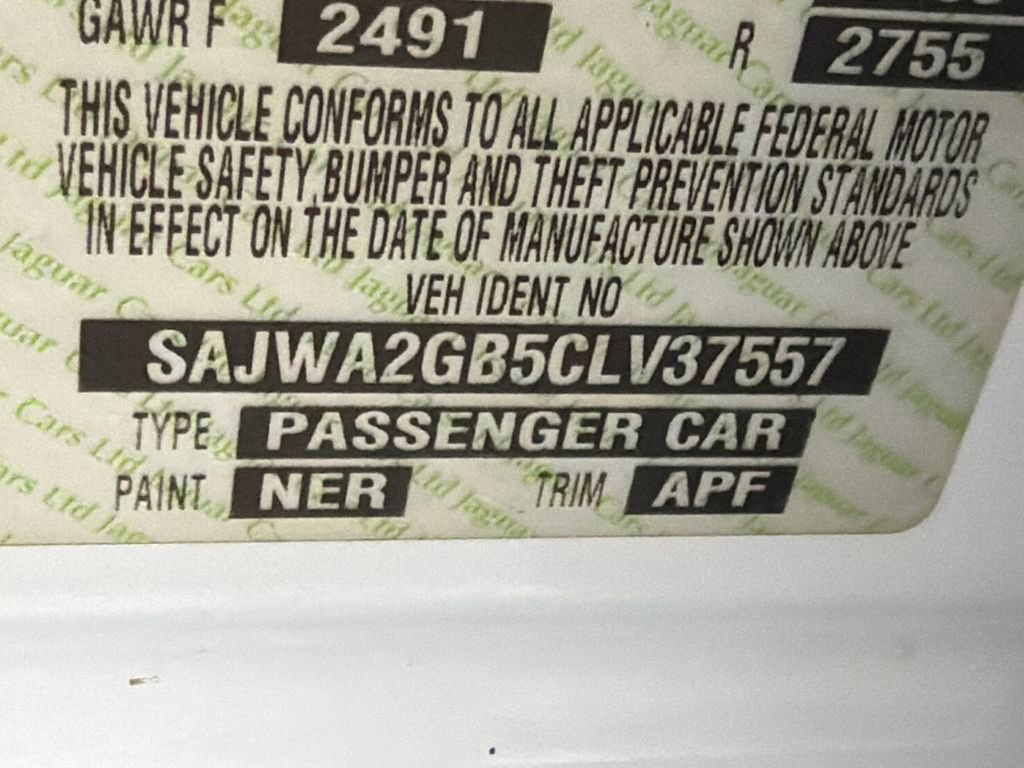 GAWR F 2491 R 2755
THIS VEHICLE CONFORMS TO ALL APPLICABLE FEDERAL MOTOR
VEHICLE SAFETY, BUMPER AND THEFT PREVENTION STANDARDS
IN EFFECT ON THE DATE OF MANUFACTURE SHOWN ABOVE
VEH IDENT NO
SAJWA2GB5CLV37557
TYPE PASSENGER CAR
PAINT NER TRIM APF